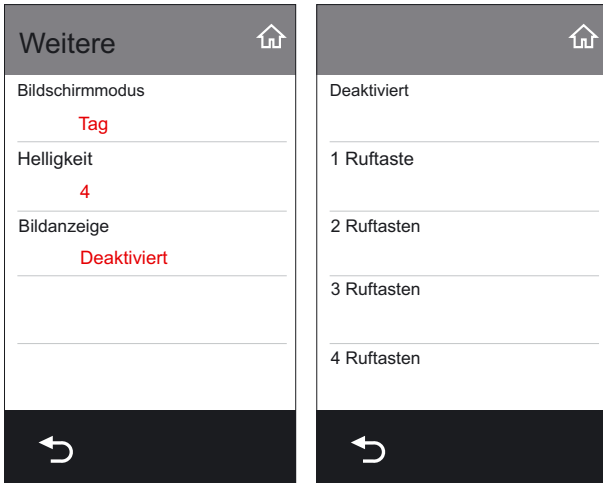 Weitere
Bildschirmmodus
Tag
Helligkeit
4
Bildanzeige
Deaktiviert
Deaktiviert
1 Ruftaste
2 Ruftasten
3 Ruftasten
4 Ruftasten